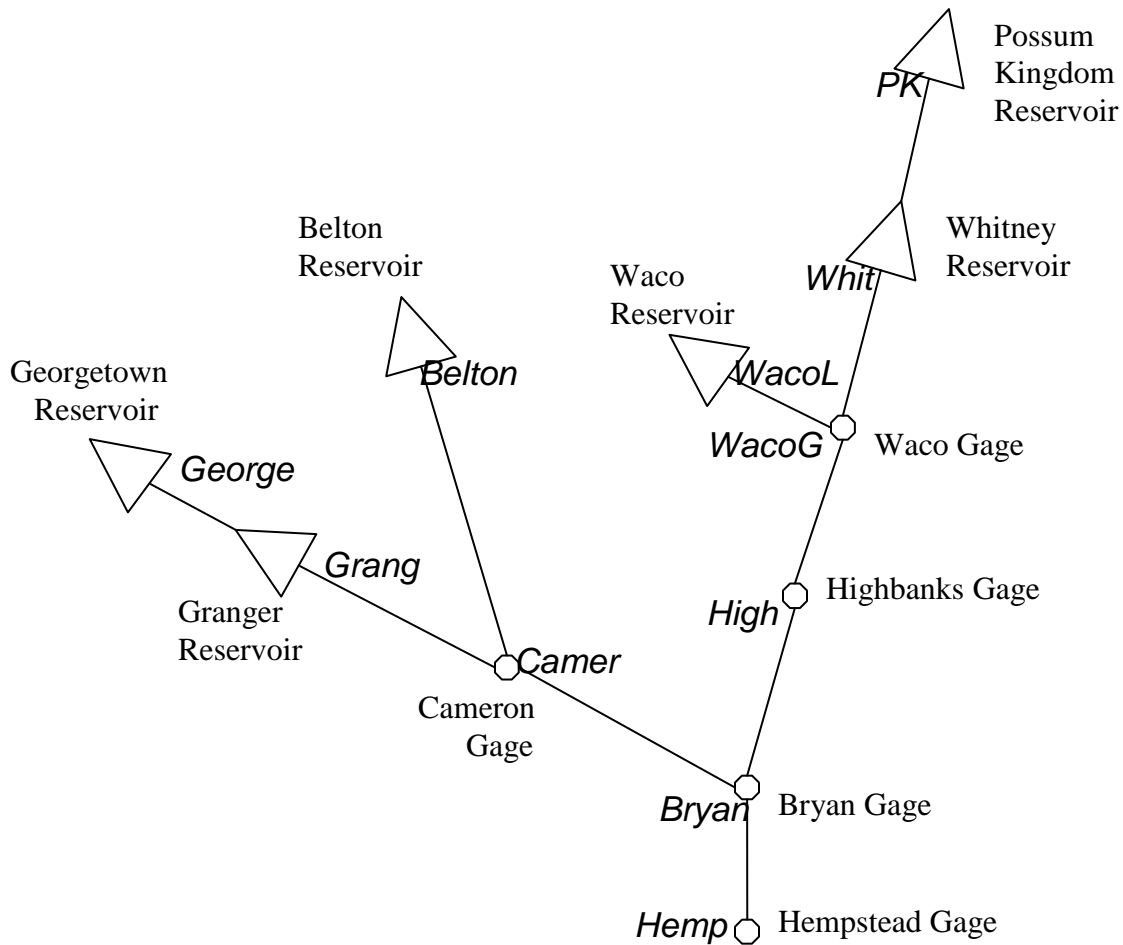 Possum
Kingdom
Reservoir
PK
Belton
Reservoir
Whitney
Reservoir
Whit
Waco
Reservoir
WacoL
Georgetown
Reservoir
Belton
WacoG
Waco Gage
George
Grang
Highbanks Gage
High
Granger
Reservoir
Camer
Cameron
Gage
Bryan
Bryan Gage
Hemp
Hempstead Gage